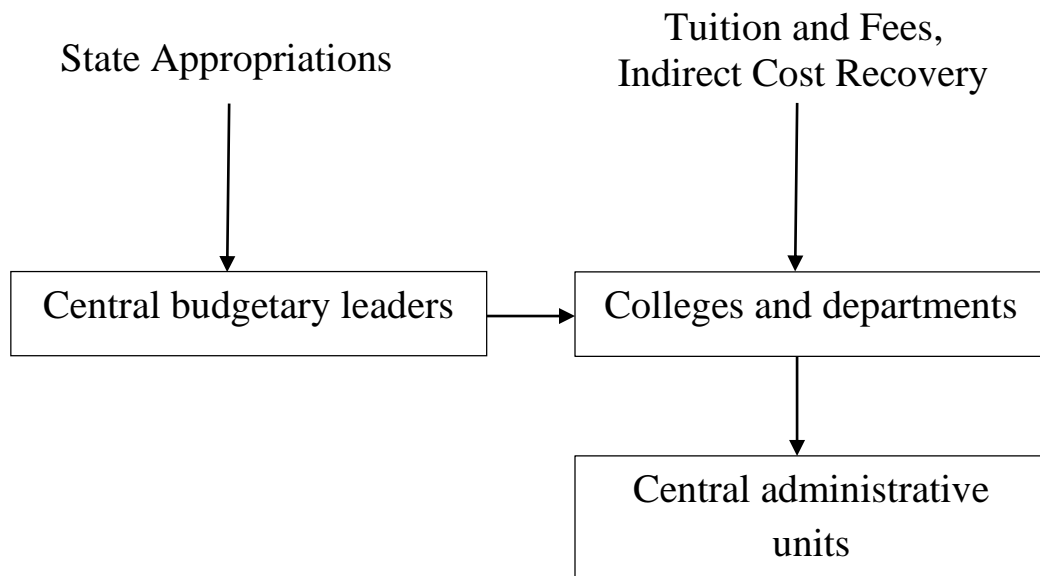 State Appropriations
Tuition and Fees,
Indirect Cost Recovery
Central budgetary leaders
Colleges and departments
Central administrative
units